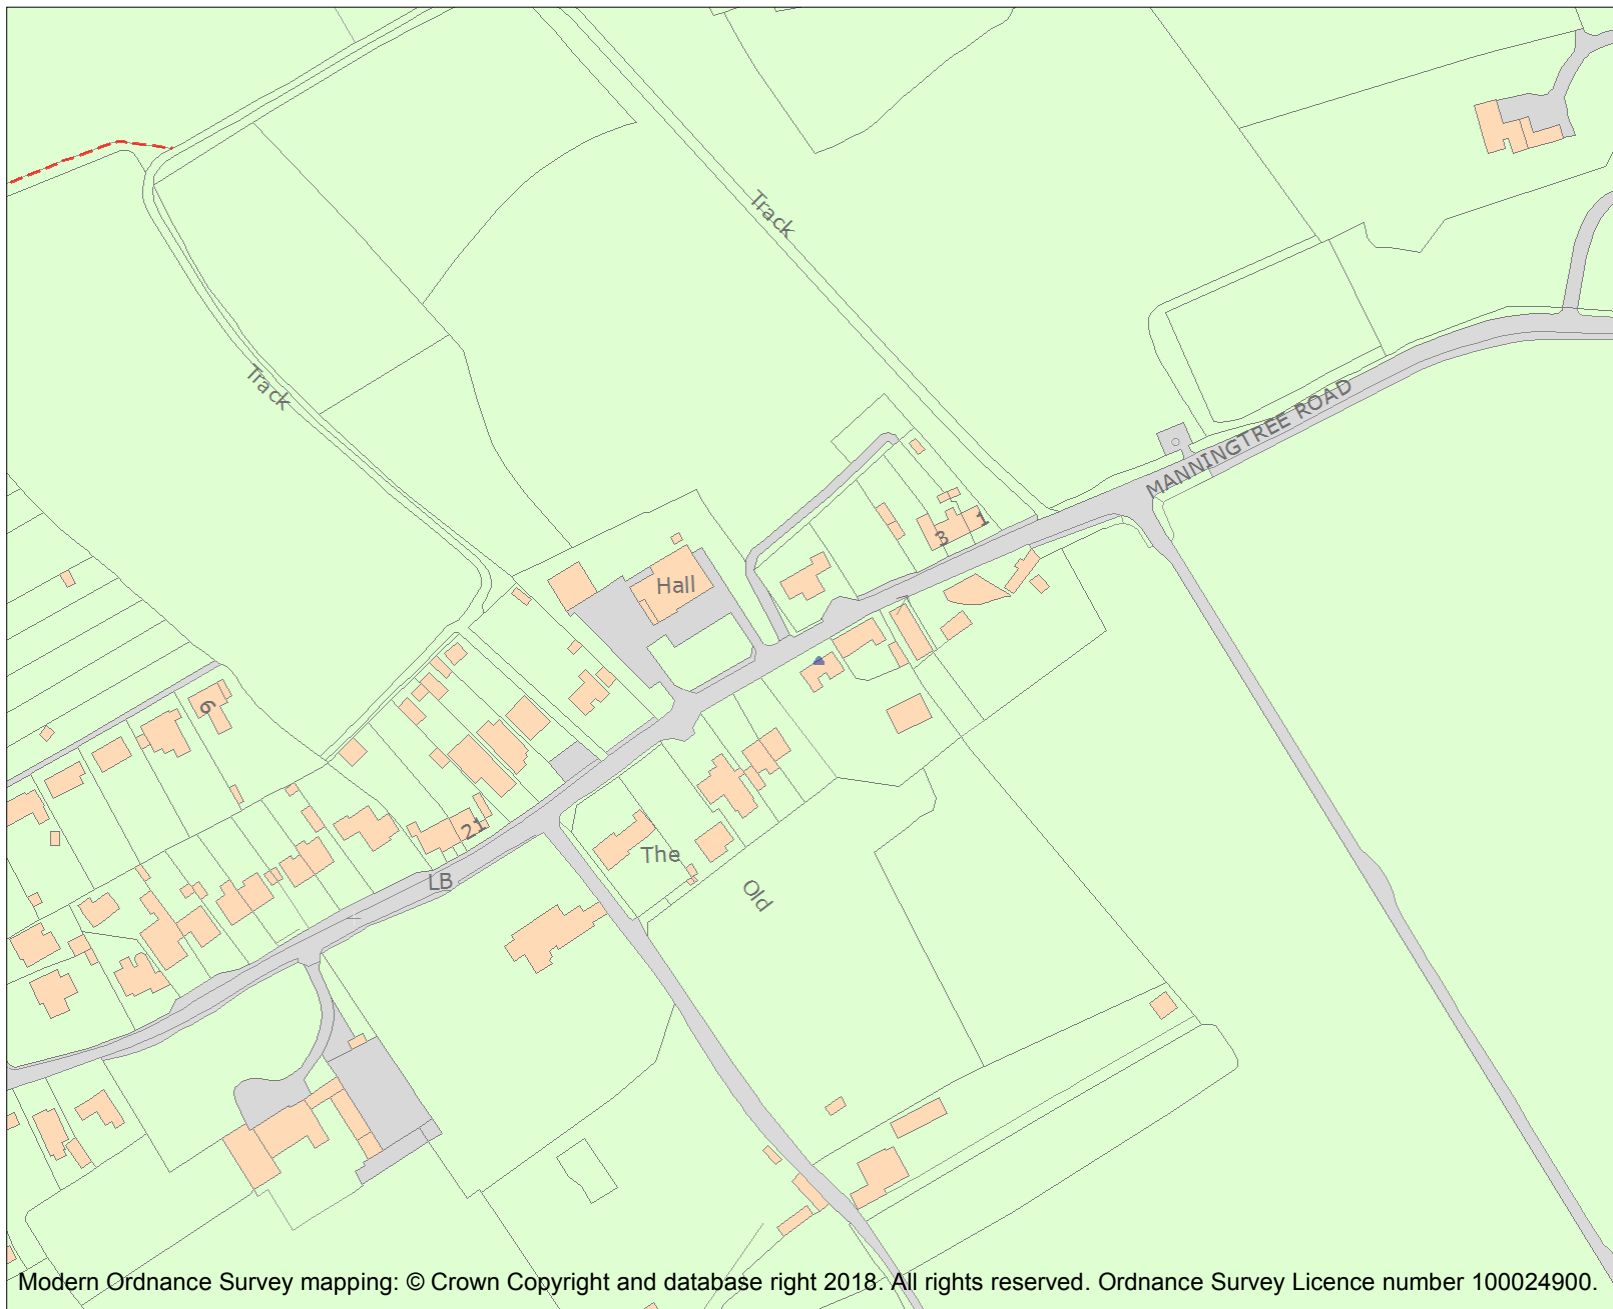 Track
Track
MANNINGTREE ROAD
1
3
Hall
6
21
The
LB
Old
Modern Ordnance Survey mapping: © Crown Copyright and database right 2018. All rights reserved. Ordnance Survey Licence number 100024900.